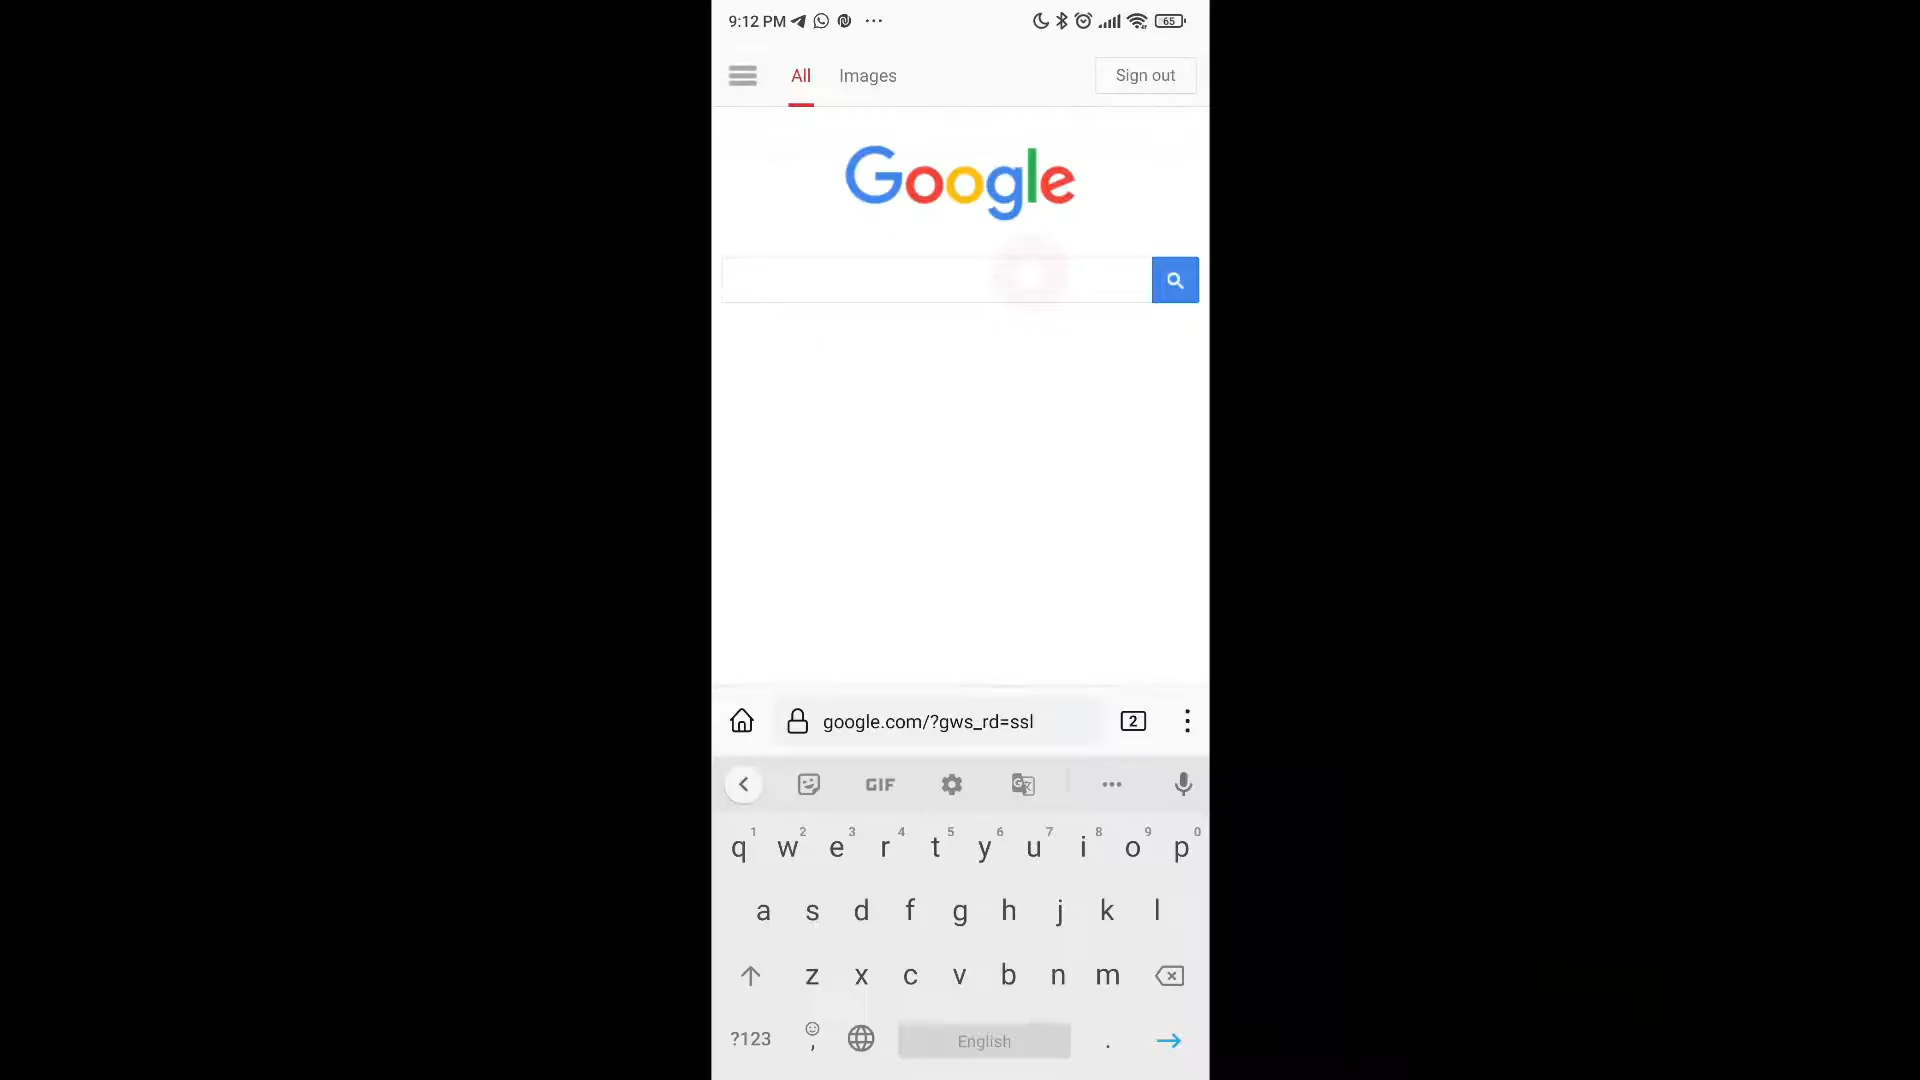 9:12 PM
65
All Images Sign out
Google
google.com/?gws_rd=ssl 2
GIF
1 2 3 4 5 6 7 8 9 0
q w e r t y u i o p
a s d f g h j k l
z x c v b n m
?123 , English .